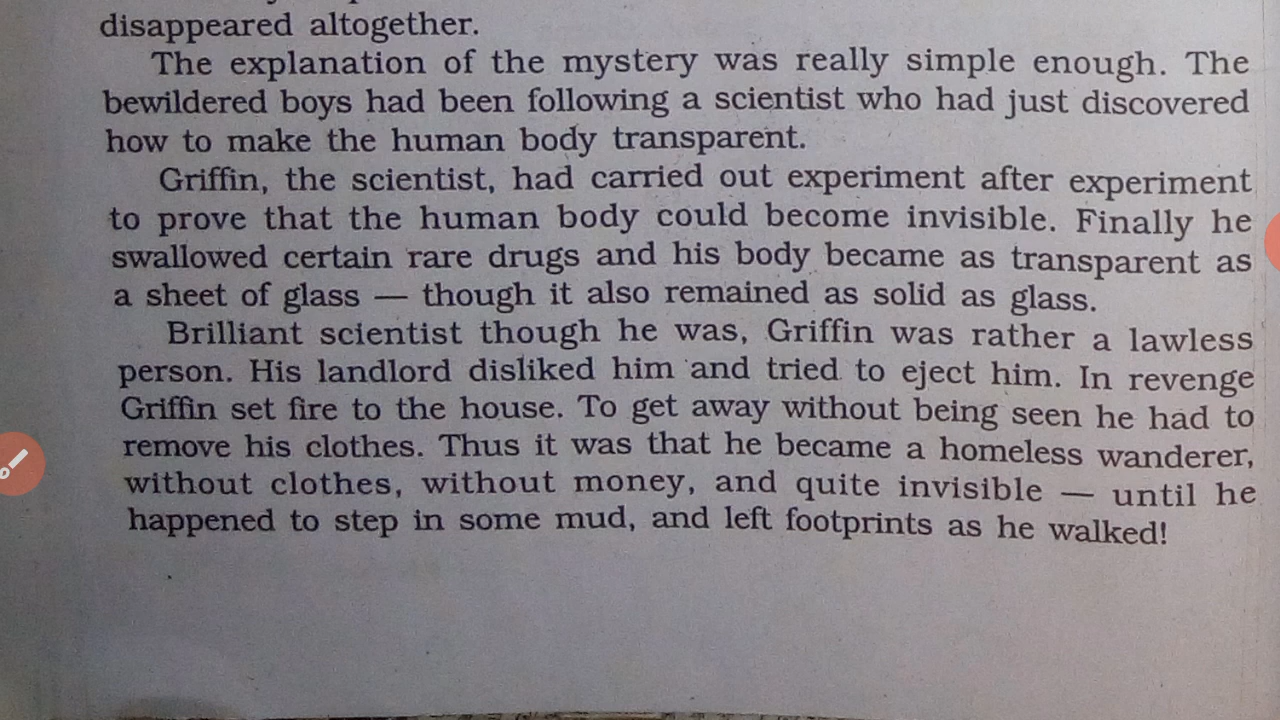 disappeared altogether.
The explanation of the mystery was really simple enough. The
bewildered boys had been following a scientist who had just discovered
how to make the human body transparent.
Griffin, the scientist, had carried out experiment after experiment
to prove that the human body could become invisible. Finally he
swallowed certain rare drugs and his body became as transparent as
a sheet of glass — though it also remained as solid as glass.
Brilliant scientist though he was, Griffin was rather a lawless
person. His landlord disliked him and tried to eject him. In revenge
Griffin set fire to the house. To get away without being seen he had to
remove his clothes. Thus it was that he became a homeless wanderer,
without clothes, without money, and quite invisible — until he
happened to step in some mud, and left footprints as he walked!